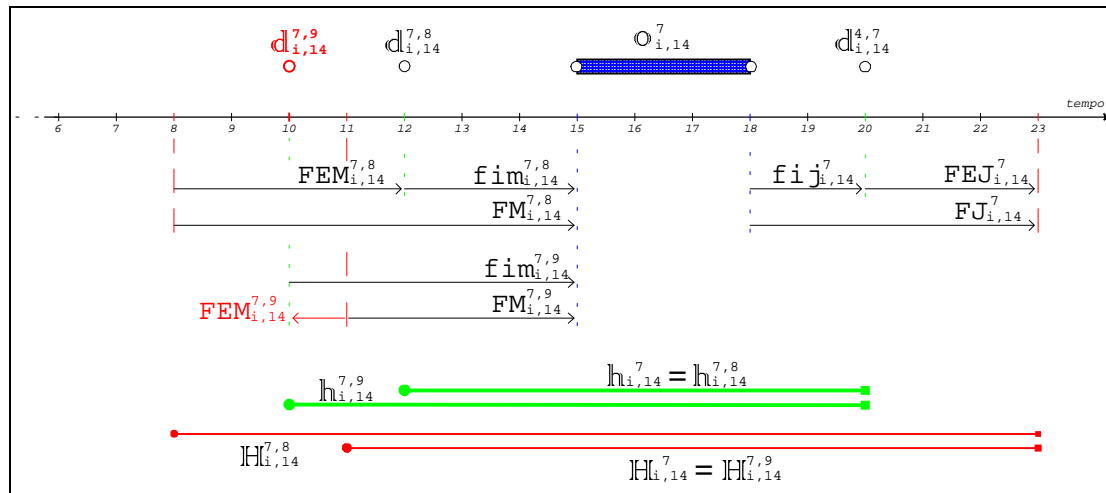 𝕕^{7,9}_{i,14} 𝕕^{7,8}_{i,14} 𝕠^{7}_{i,14} 𝕕^{4,7}_{i,14}
tempo
6 7 8 9 10 11 12 13 14 15 16 17 18 19 20 21 22 23
FEM^{7,8}_{i,14} fim^{7,8}_{i,14} fij^{7}_{i,14} FEJ^{7}_{i,14}
FM^{7,8}_{i,14} FJ^{7}_{i,14}
fim^{7,9}_{i,14}
FEM^{7,9}_{i,14} FM^{7,9}_{i,14}
𝕙^{7}_{i,14} = 𝕙^{7,8}_{i,14}
𝕙^{7,9}_{i,14}
ℍ^{7,8}_{i,14}
ℍ^{7}_{i,14} = ℍ^{7,9}_{i,14}